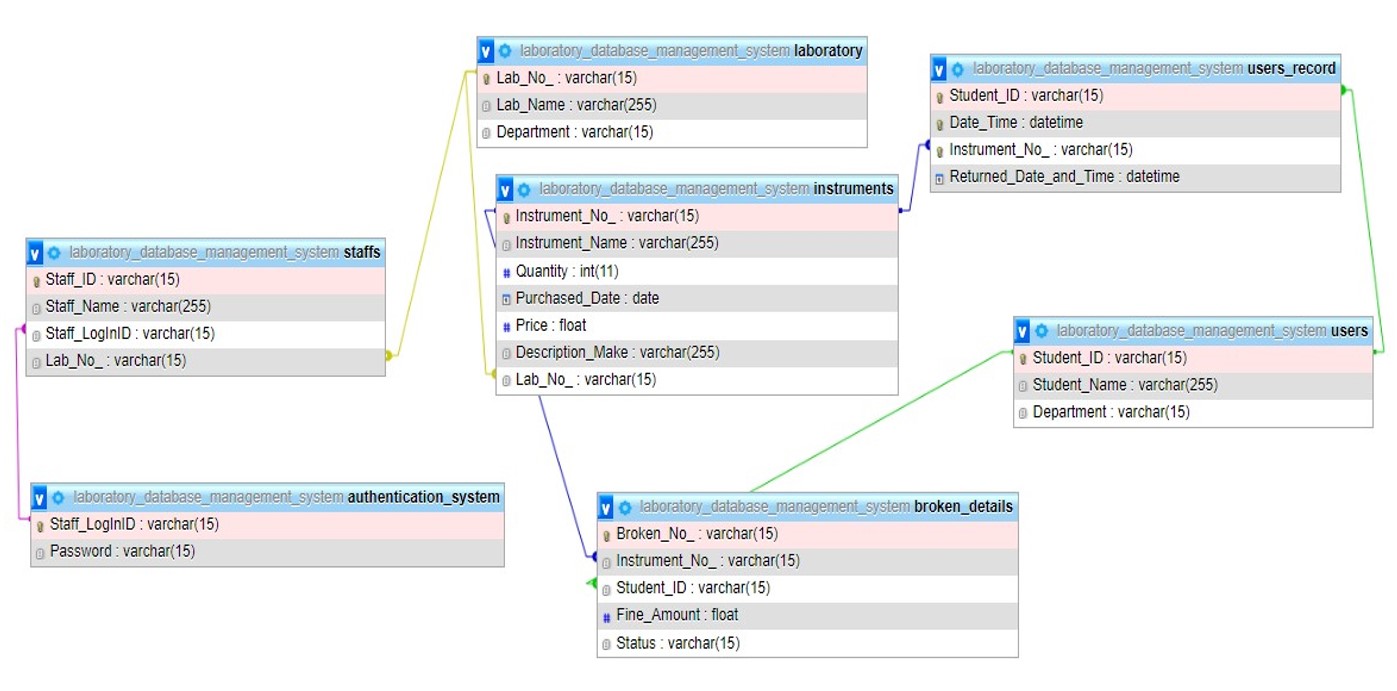 laboratory_database_management_system laboratory
Lab_No_ : varchar(15)
Lab_Name : varchar(255)
Department : varchar(15)
laboratory_database_management_system users_record
Student_ID : varchar(15)
Date_Time : datetime
Instrument_No_ : varchar(15)
Returned_Date_and_Time : datetime
laboratory_database_management_system instruments
Instrument_No_ : varchar(15)
Instrument_Name : varchar(255)
# Quantity : int(11)
Purchased_Date : date
# Price : float
Description_Make : varchar(255)
Lab_No_ : varchar(15)
laboratory_database_management_system staffs
Staff_ID : varchar(15)
Staff_Name : varchar(255)
Staff_LogInID : varchar(15)
Lab_No_ : varchar(15)
laboratory_database_management_system users
Student_ID : varchar(15)
Student_Name : varchar(255)
Department : varchar(15)
laboratory_database_management_system authentication_system
Staff_LogInID : varchar(15)
Password : varchar(15)
laboratory_database_management_system broken_details
Broken_No_ : varchar(15)
Instrument_No_ : varchar(15)
Student_ID : varchar(15)
# Fine_Amount : float
Status : varchar(15)